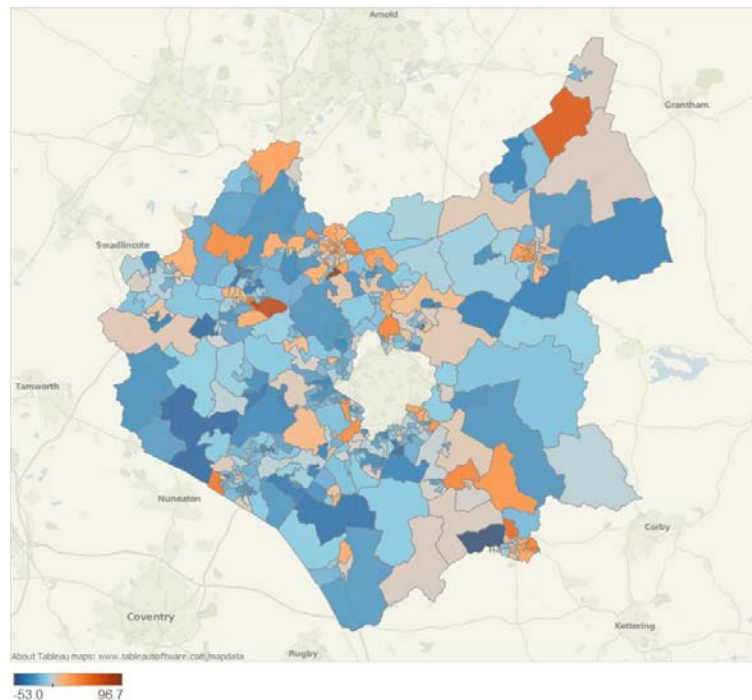 Arnold
Grantham
Swadlincote
Tamworth
Nuneaton
Corby
Coventry
Kettering
Rugby
About Tableau maps: www.tableausoftware.com/mapdata
-53.0 96.7